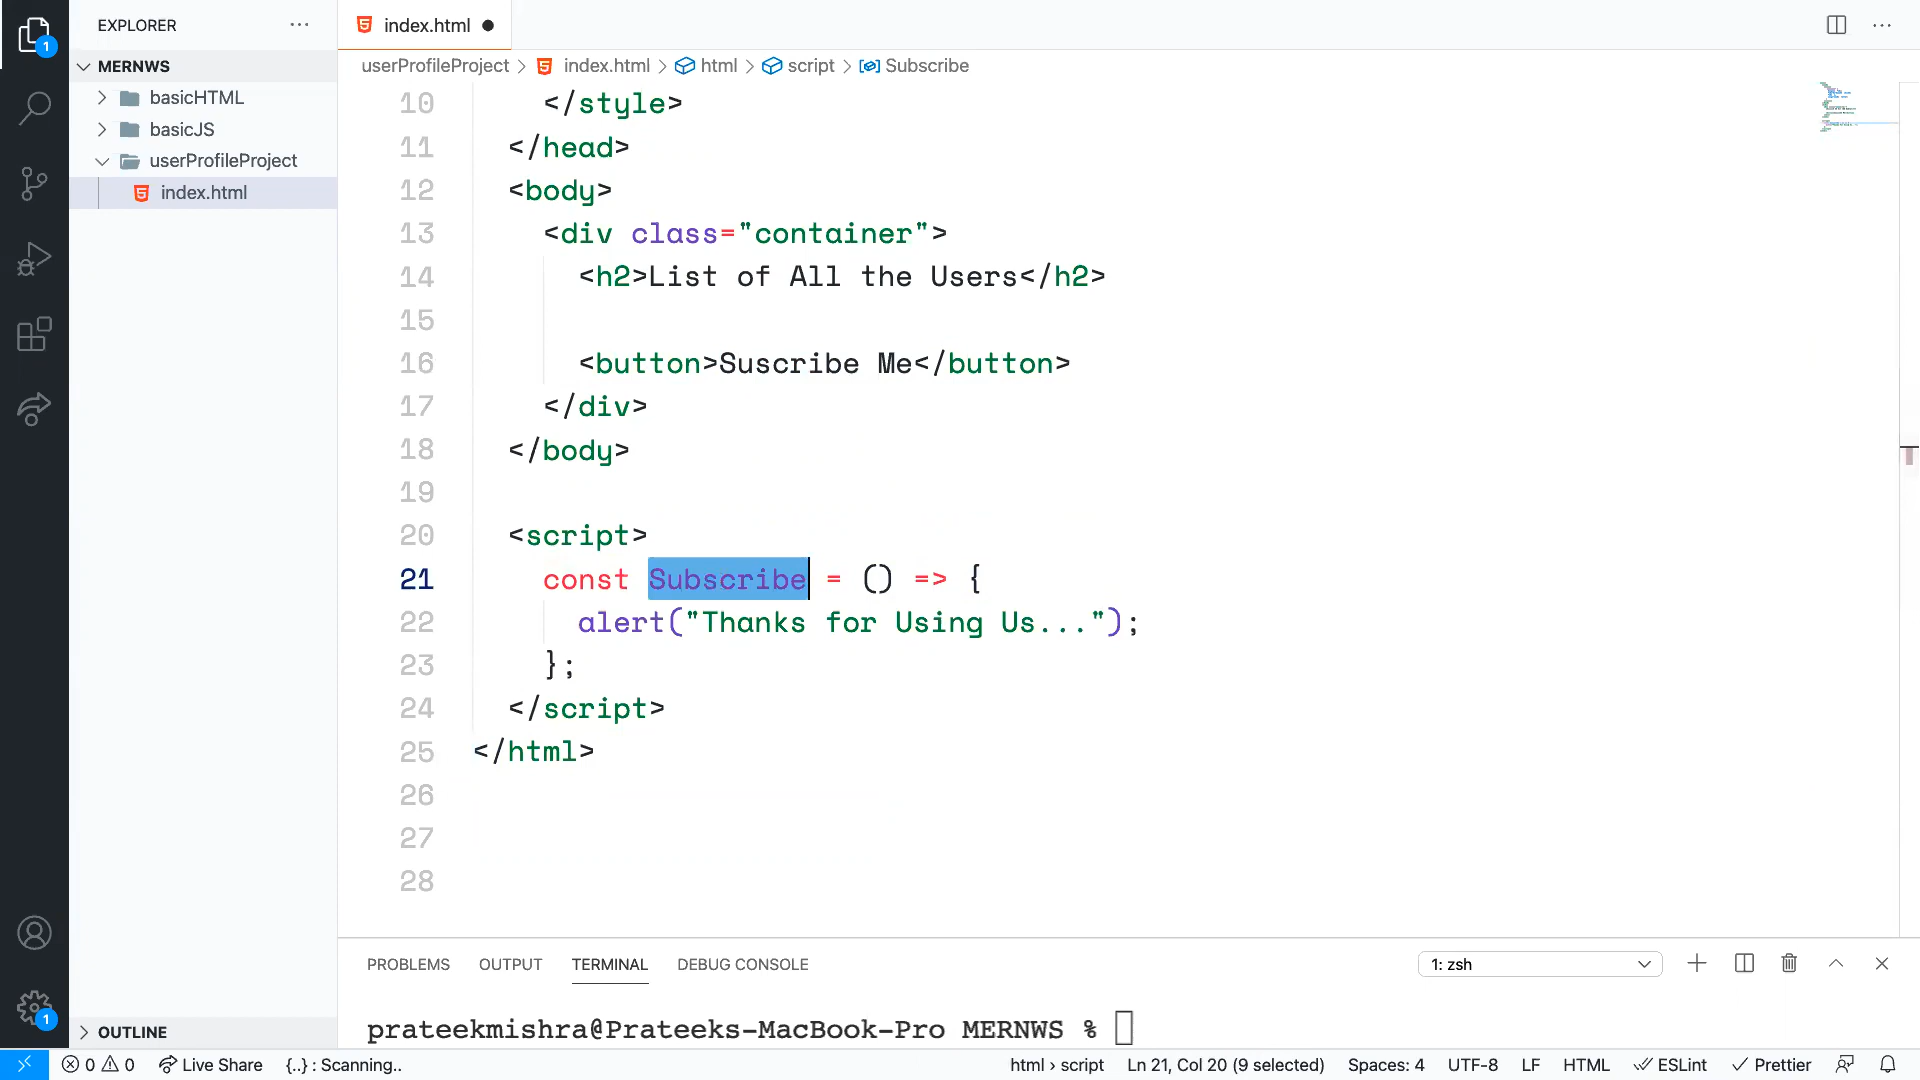 EXPLORER
index.html
1
MERNWS
userProfileProject > index.html > html > script > Subscribe
basicHTML
basicJS
userProfileProject
index.html
10 </style>
11 </head>
12 <body>
13 <div class="container">
14 <h2>List of All the Users</h2>
15
16 <button>Suscribe Me</button>
17 </div>
18 </body>
19
20 <script>
21 const Subscribe = () => {
22 alert("Thanks for Using Us...");
23 };
24 </script>
25 </html>
26
27
28
PROBLEMS OUTPUT TERMINAL DEBUG CONSOLE
1: zsh
1
OUTLINE
prateekmishra@Prateeks-MacBook-Pro MERNWS %
0 0 Live Share {..} : Scanning.. html › script Ln 21, Col 20 (9 selected) Spaces: 4 UTF-8 LF HTML ESLint Prettier